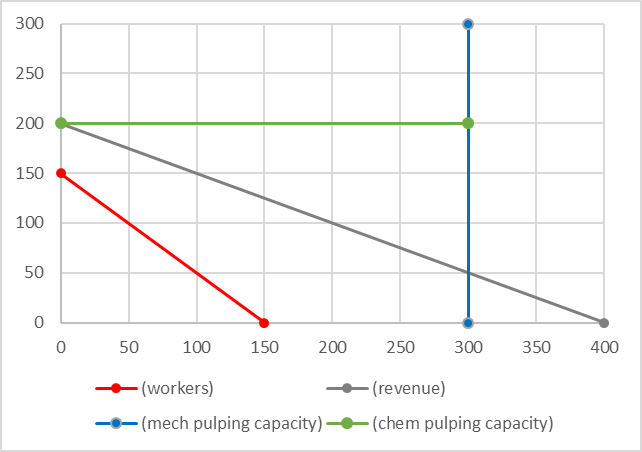 300
250
200
150
100
50
0
0 50 100 150 200 250 300 350 400
(workers) (revenue)
(mech pulping capacity) (chem pulping capacity)